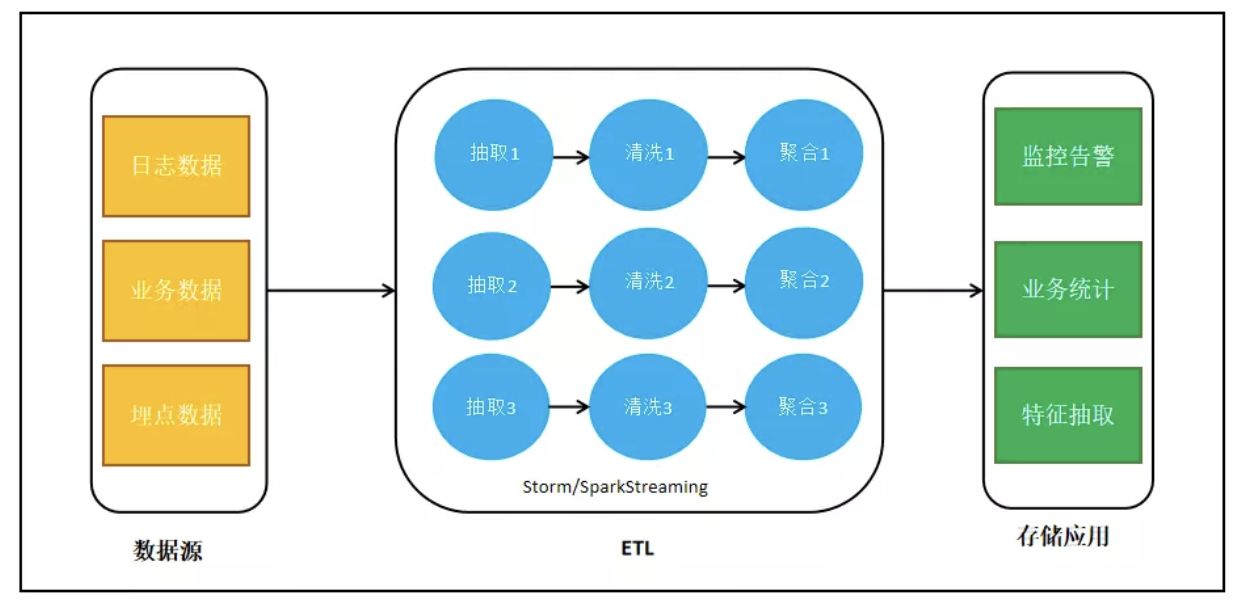 日志数据
业务数据
埋点数据
数据源
抽取1
清洗1
聚合1
抽取2
清洗2
聚合2
抽取3
清洗3
聚合3
Storm/SparkStreaming
ETL
监控告警
业务统计
特征抽取
存储应用